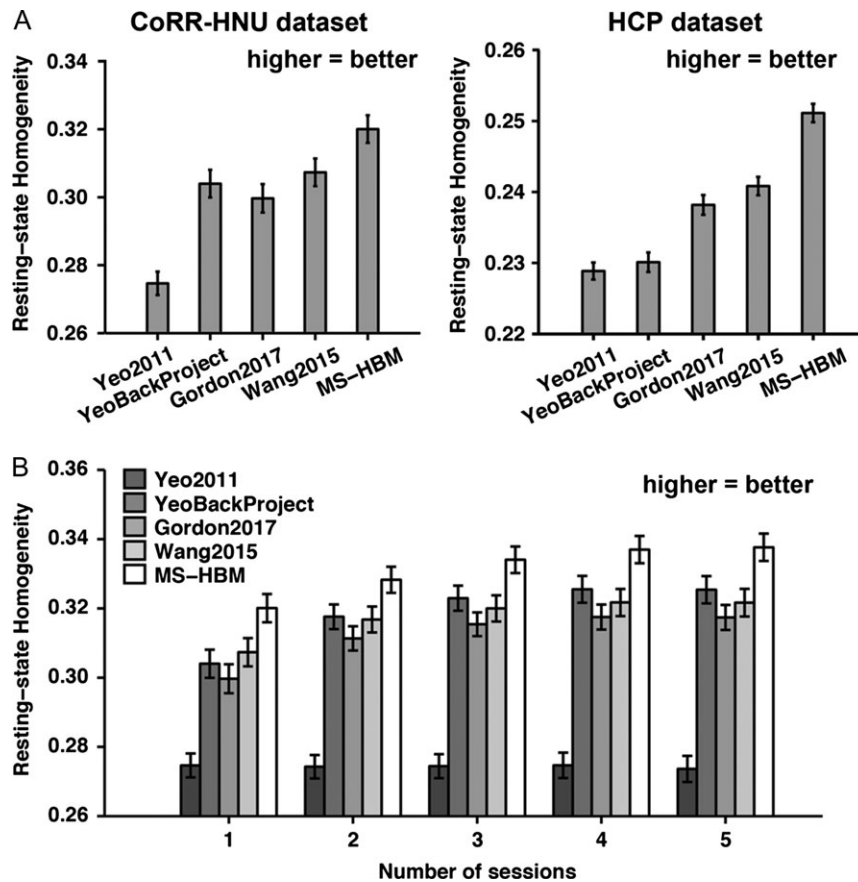 A
CoRR-HNU dataset
higher = better
Resting-state Homogeneity
0.34
0.32
0.30
0.28
0.26
Yeo2011
YeoBackProject
Gordon2017
Wang2015
MS-HBM
HCP dataset
higher = better
Resting-state Homogeneity
0.26
0.25
0.24
0.23
0.22
Yeo2011
YeoBackProject
Gordon2017
Wang2015
MS-HBM
B
Resting-state Homogeneity
0.36
0.34
0.32
0.30
0.28
0.26
Yeo2011
YeoBackProject
Gordon2017
Wang2015
MS-HBM
higher = better
1 2 3 4 5
Number of sessions